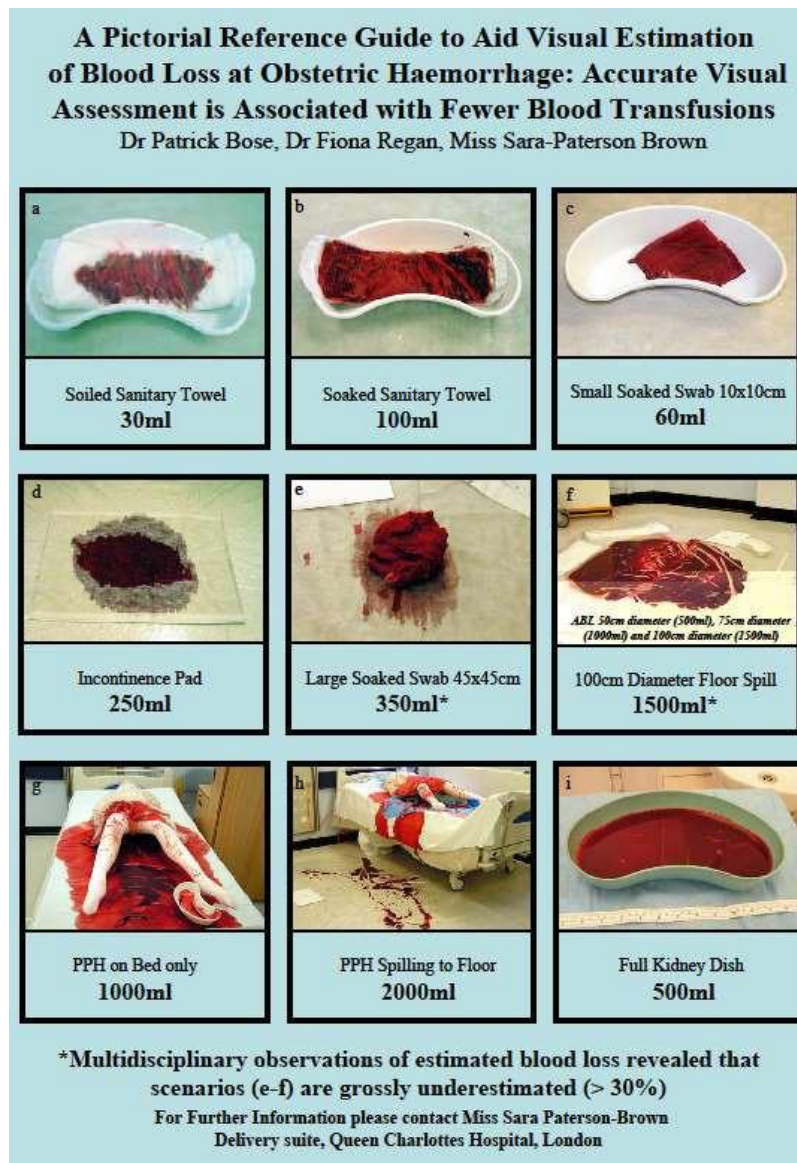 A Pictorial Reference Guide to Aid Visual Estimation
of Blood Loss at Obstetric Haemorrhage: Accurate Visual
Assessment is Associated with Fewer Blood Transfusions
Dr Patrick Bose, Dr Fiona Regan, Miss Sara-Paterson Brown
a
Soiled Sanitary Towel
30ml
b
Soaked Sanitary Towel
100ml
c
Small Soaked Swab 10x10cm
60ml
d
Incontinence Pad
250ml
e
Large Soaked Swab 45x45cm
350ml*
f
ABL 50cm diameter (500ml), 75cm diameter
(1000ml) and 100cm diameter (1500ml)
100cm Diameter Floor Spill
1500ml*
g
PPH on Bed only
1000ml
h
PPH Spilling to Floor
2000ml
i
Full Kidney Dish
500ml
*Multidisciplinary observations of estimated blood loss revealed that
scenarios (e-f) are grossly underestimated (> 30%)
For Further Information please contact Miss Sara Paterson-Brown
Delivery suite, Queen Charlottes Hospital, London